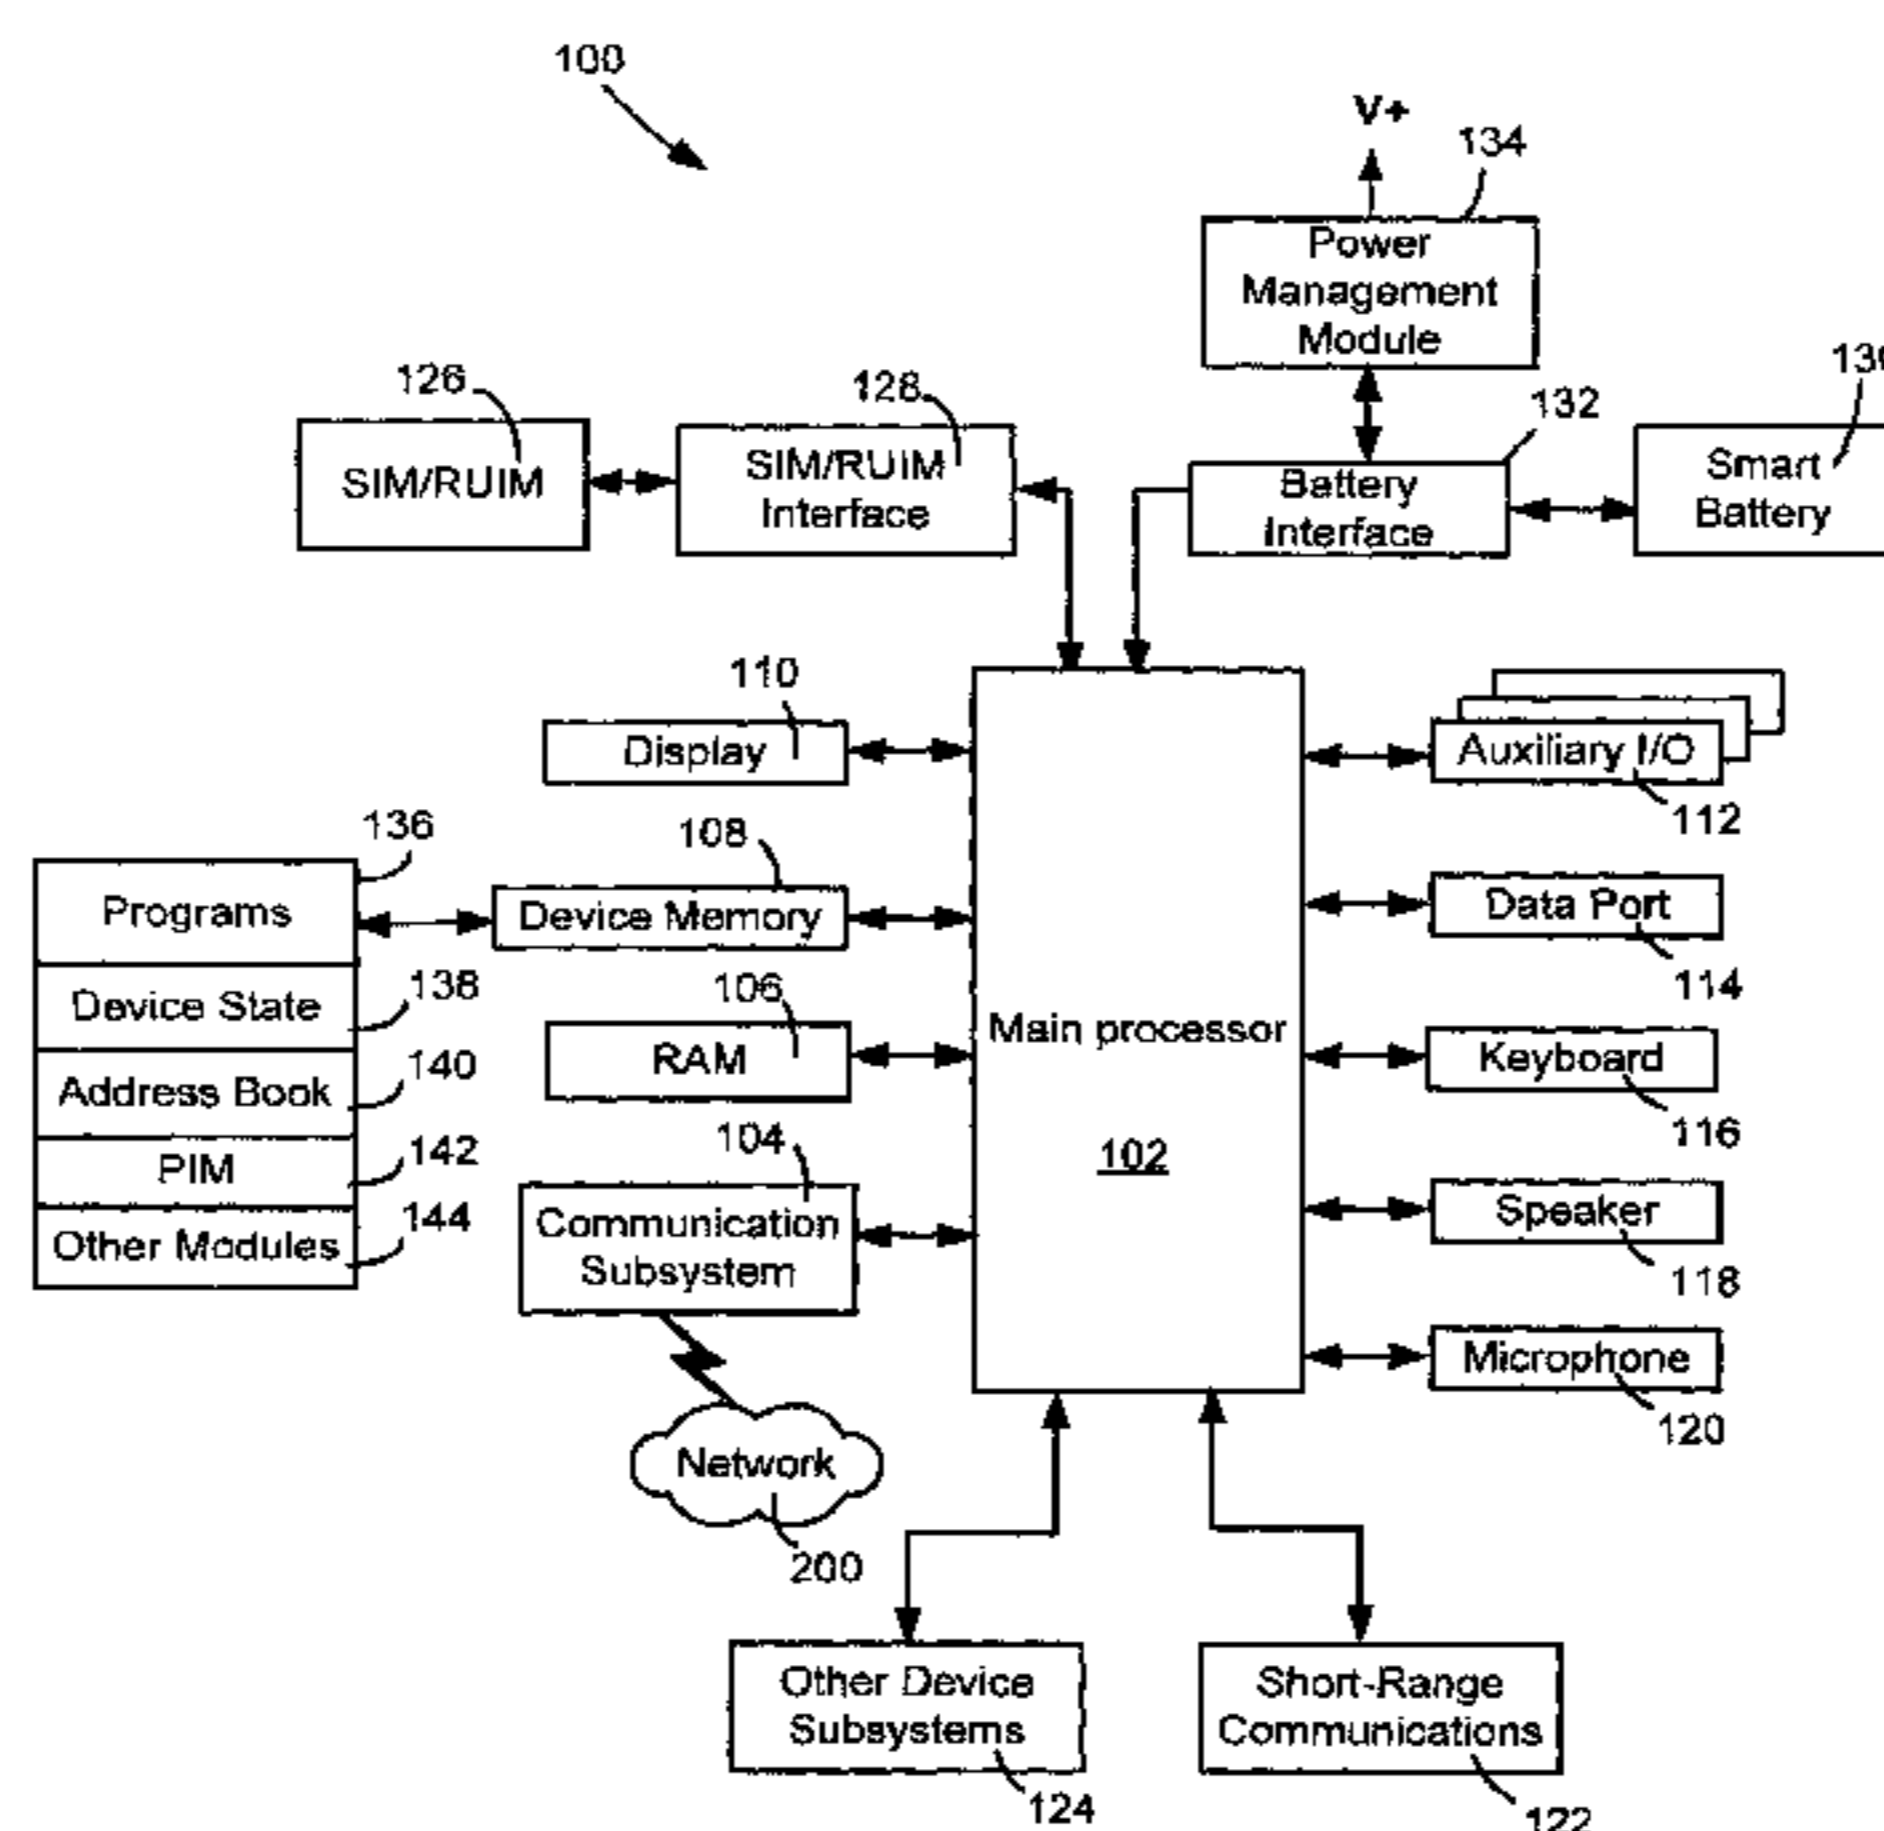 100
V+
134
Power
Management
Module
126
128
132
SIM/RUIM
SIM/RUIM
Interface
Battery
Interface
Smart
Battery
110
Display
Auxiliary I/O
112
136
108
Programs
Device Memory
Data Port
114
Device State
138
106
RAM
Main processor
102
Keyboard
116
Address Book
140
PIM
142
104
Other Modules
144
Communication
Subsystem
Speaker
118
Microphone
120
Network
200
Other Device
Subsystems
124
Short-Range
Communications
122